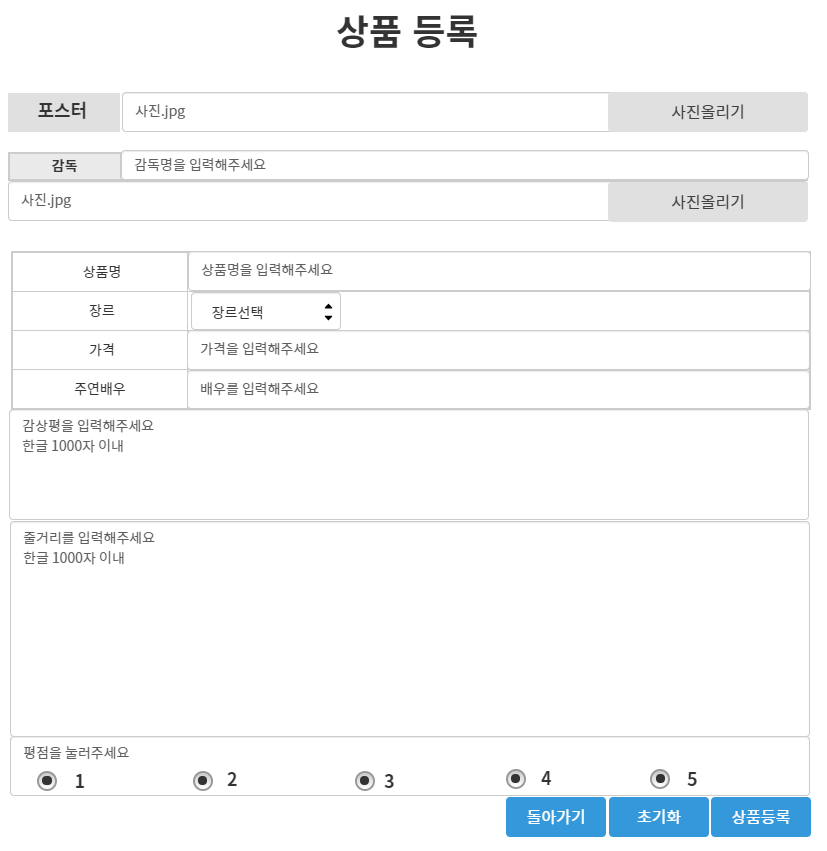 상품 등록
포스터 사진.jpg 사진올리기
감독 감독명을 입력해주세요
사진.jpg 사진올리기
상품명 상품명을 입력해주세요
장르 장르선택
가격 가격을 입력해주세요
주연배우 배우를 입력해주세요
감상평을 입력해주세요
한글 1000자 이내
줄거리를 입력해주세요
한글 1000자 이내
평점을 눌러주세요
1 2 3 4 5
돌아가기 초기화 상품등록